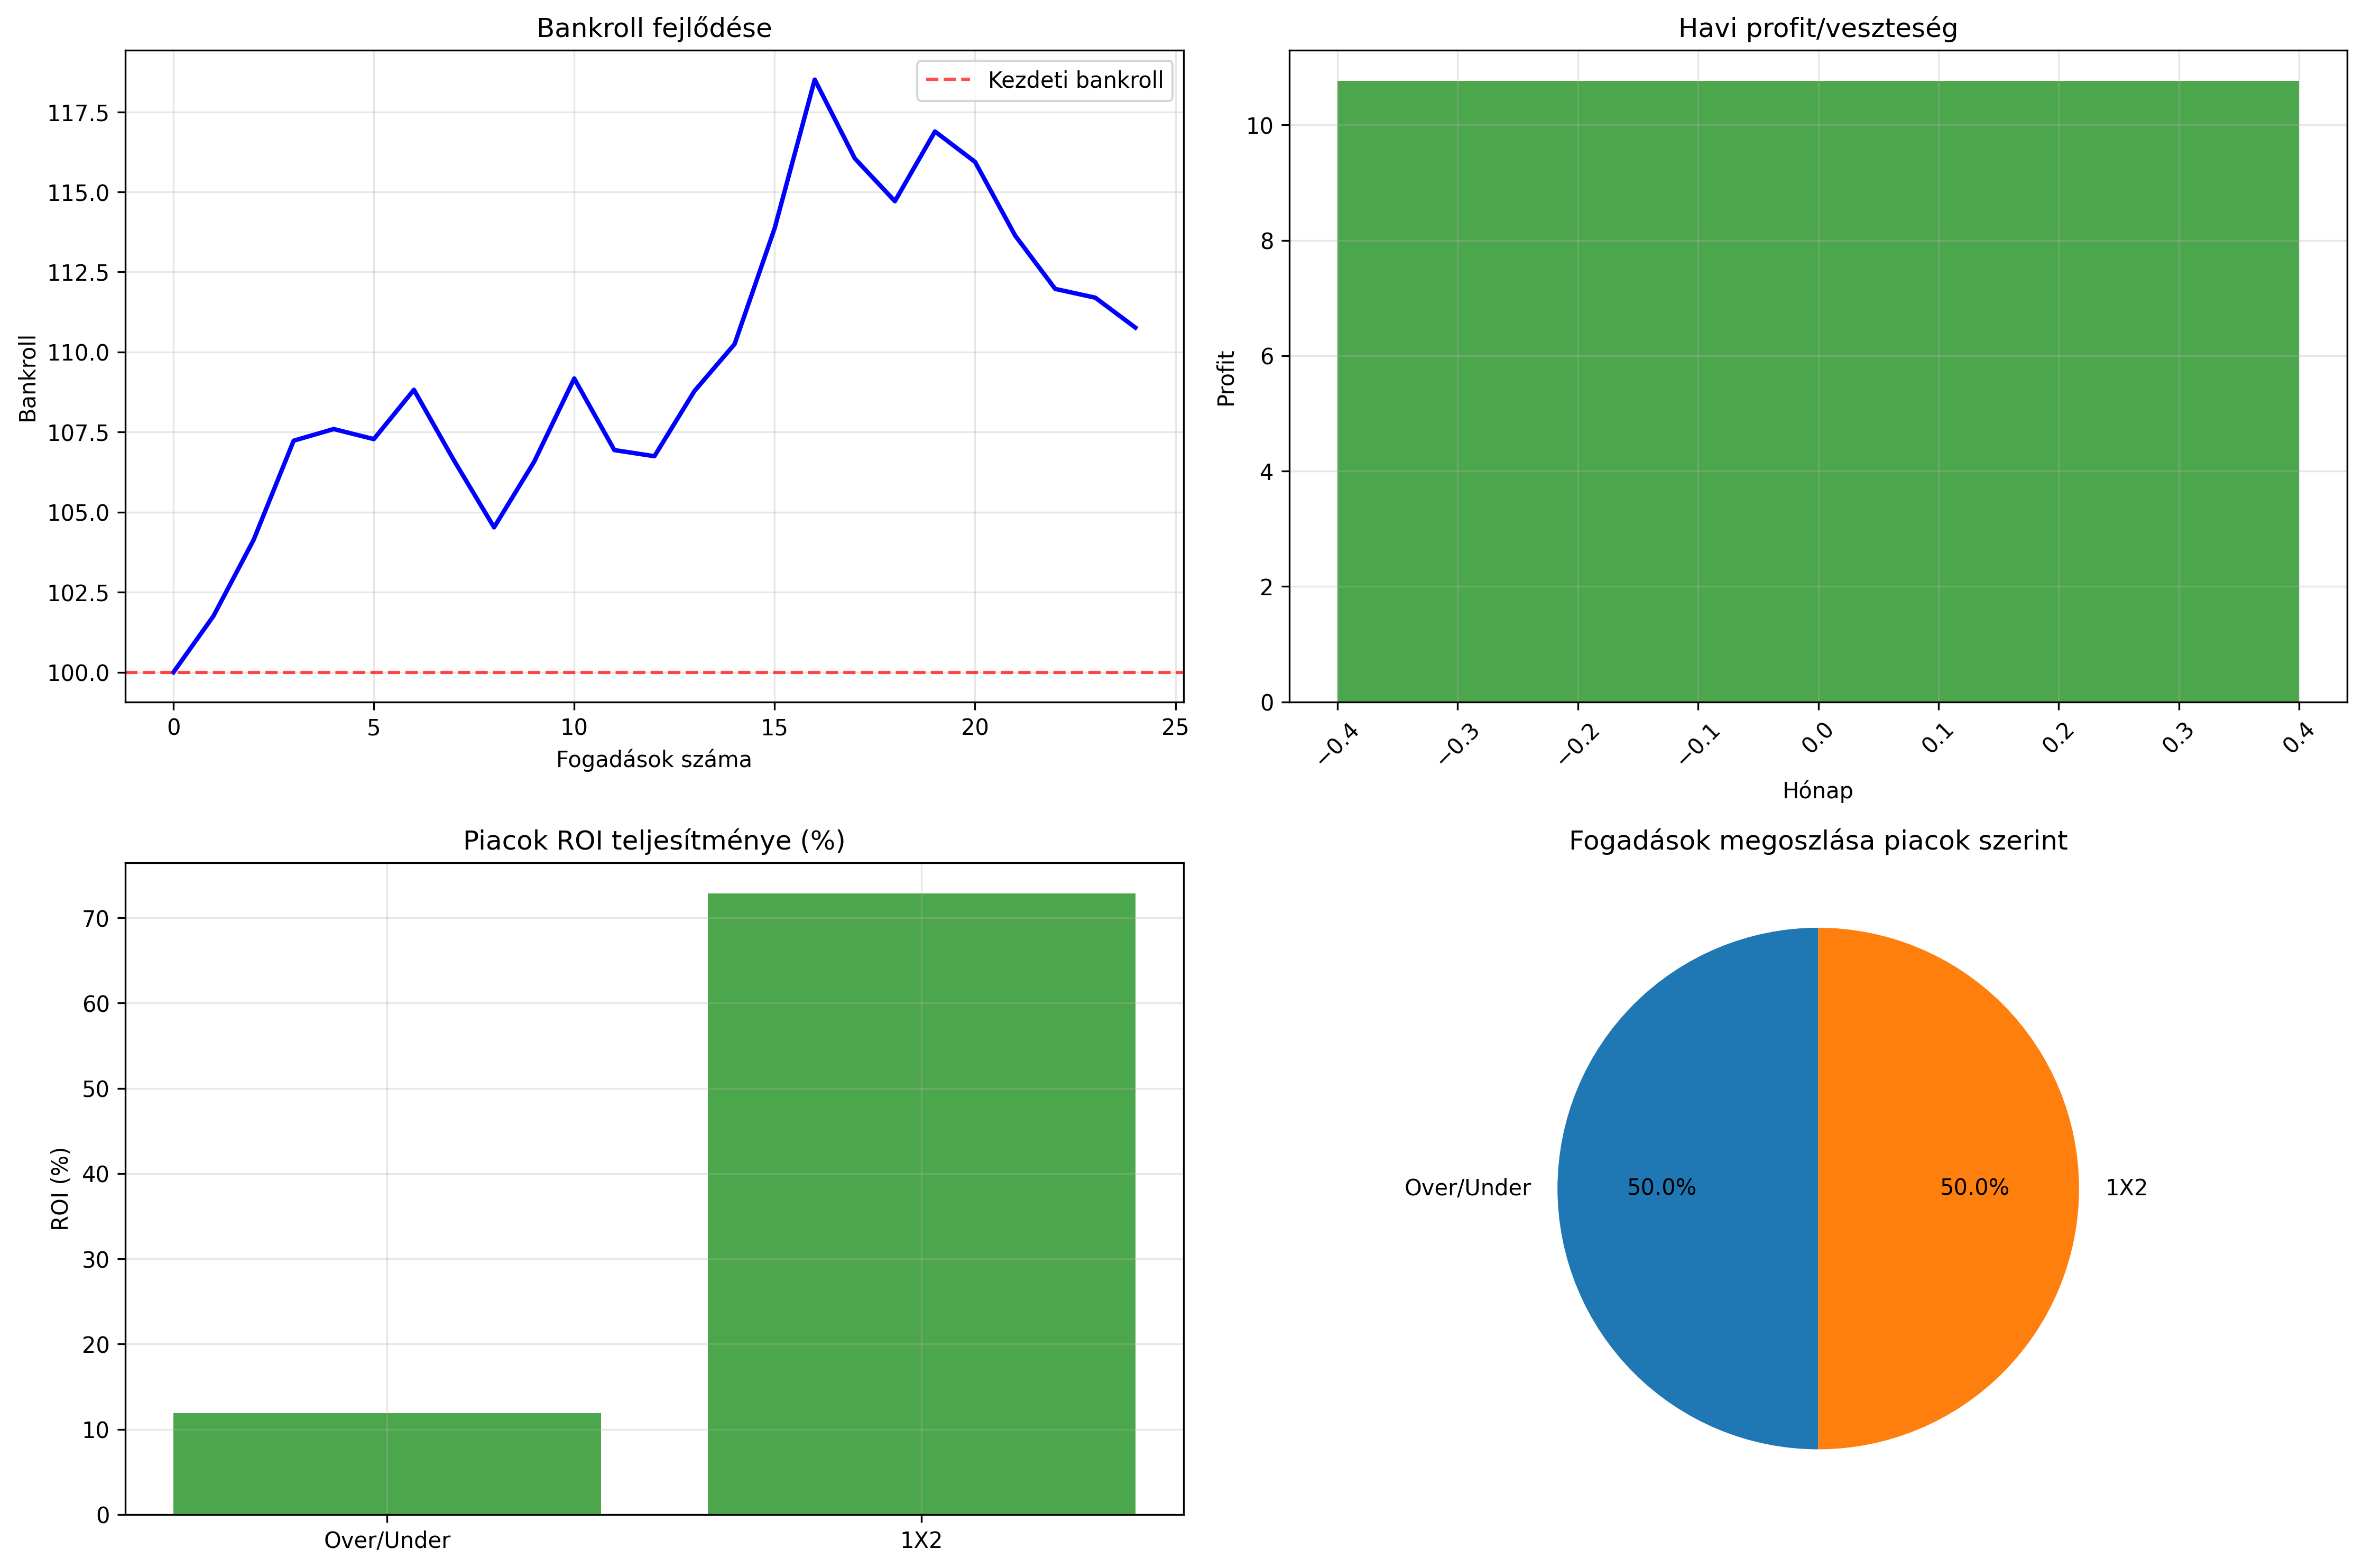 Bankroll fejlődése
Kezdeti bankroll
Bankroll
117.5
115.0
112.5
110.0
107.5
105.0
102.5
100.0
0 5 10 15 20 25
Fogadások száma
Havi profit/veszteség
Profit
10
8
6
4
2
0
−0.4 −0.3 −0.2 −0.1 0.0 0.1 0.2 0.3 0.4
Hónap
Piacok ROI teljesítménye (%)
ROI (%)
70
60
50
40
30
20
10
0
Over/Under 1X2
Fogadások megoszlása piacok szerint
Over/Under 50.0% 50.0% 1X2